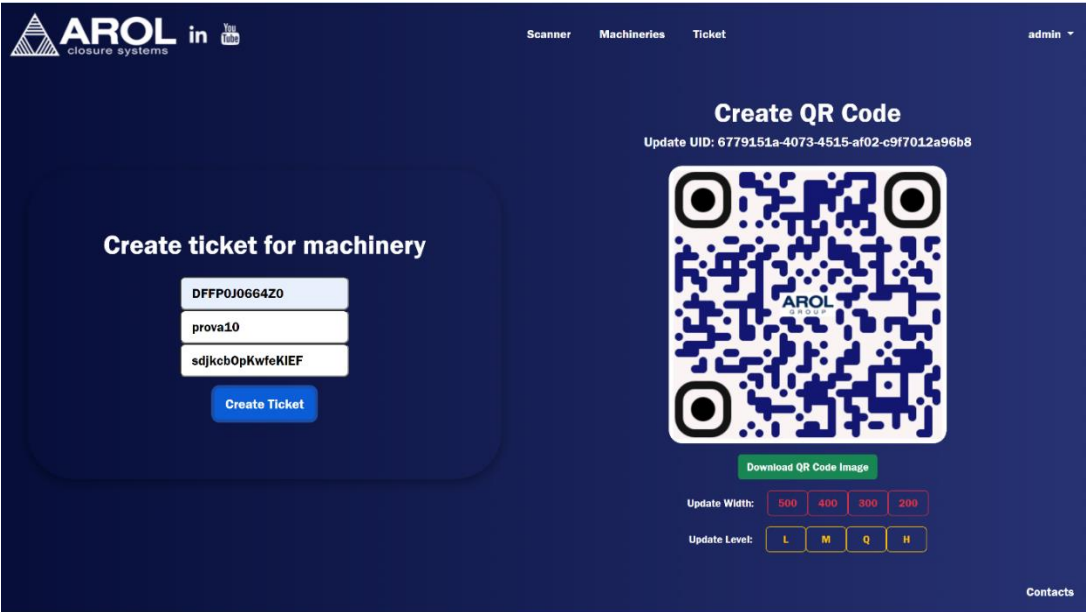 AROL
closure systems
in
You
Tube
Scanner
Machineries
Ticket
admin
Create QR Code
Update UID: 6779151a-4073-4515-af02-c9f7012a96b8
Create ticket for machinery
DFFP0J0664Z0
prova10
sdjkcbOpKwfeKIEF
Create Ticket
AROL
GROUP
Download QR Code Image
Update Width: 500 400 300 200
Update Level: L M Q H
Contacts